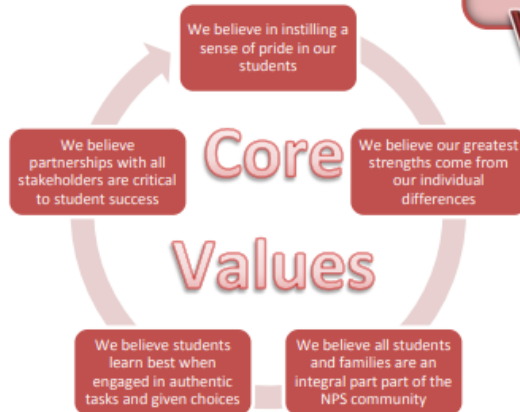 We believe in instilling a
sense of pride in our
students
We believe our greatest
strengths come from
our individual
differences
We believe all students
and families are an
integral part part of the
NPS community
We believe students
learn best when
engaged in authentic
tasks and given choices
We believe
partnerships with all
stakeholders are critical
to student success
Core
Values